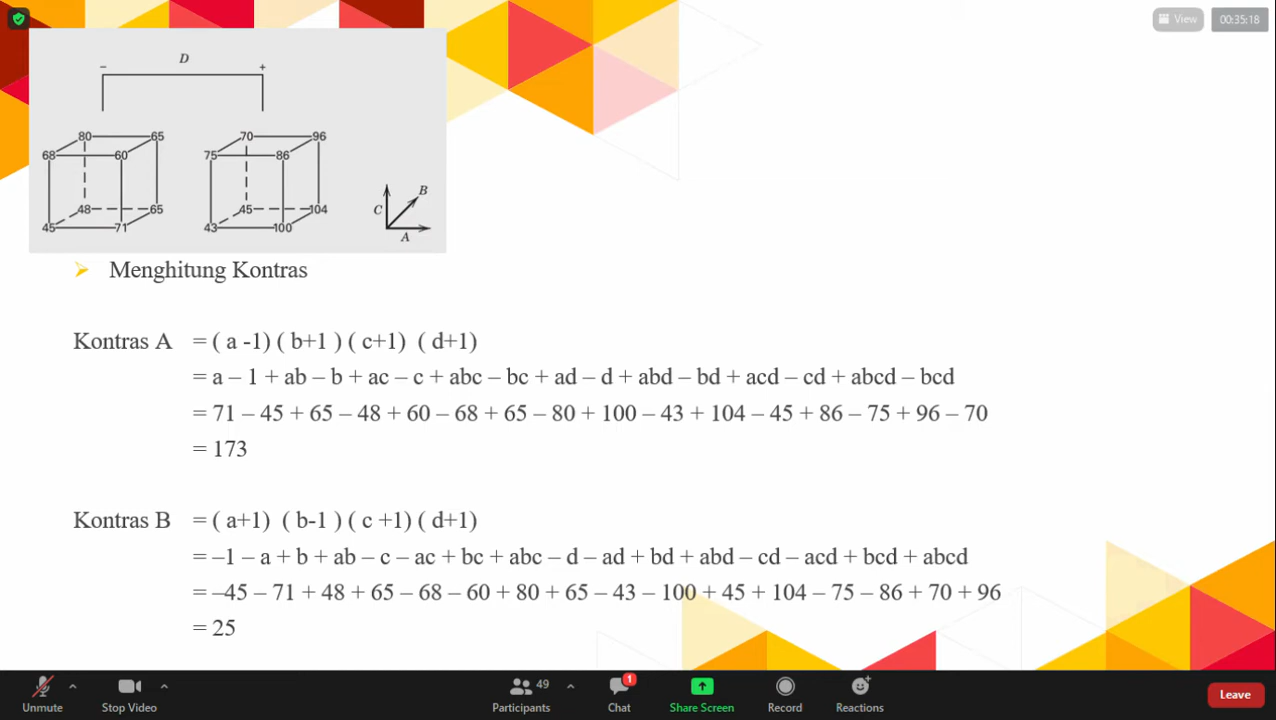 View
00:35:18
D
– +
80 65 70 96
68 60 75 86
B
48 65 45 104
C
45 71 43 100
A
Menghitung Kontras
Kontras A = ( a -1) ( b+1 ) ( c+1) ( d+1)
= a – 1 + ab – b + ac – c + abc – bc + ad – d + abd – bd + acd – cd + abcd – bcd
= 71 – 45 + 65 – 48 + 60 – 68 + 65 – 80 + 100 – 43 + 104 – 45 + 86 – 75 + 96 – 70
= 173
Kontras B = ( a+1) ( b-1 ) ( c +1) ( d+1)
= –1 – a + b + ab – c – ac + bc + abc – d – ad + bd + abd – cd – acd + bcd + abcd
= –45 – 71 + 48 + 65 – 68 – 60 + 80 + 65 – 43 – 100 + 45 + 104 – 75 – 86 + 70 + 96
= 25
49 1
Unmute Stop Video Participants Chat Share Screen Record Reactions Leave